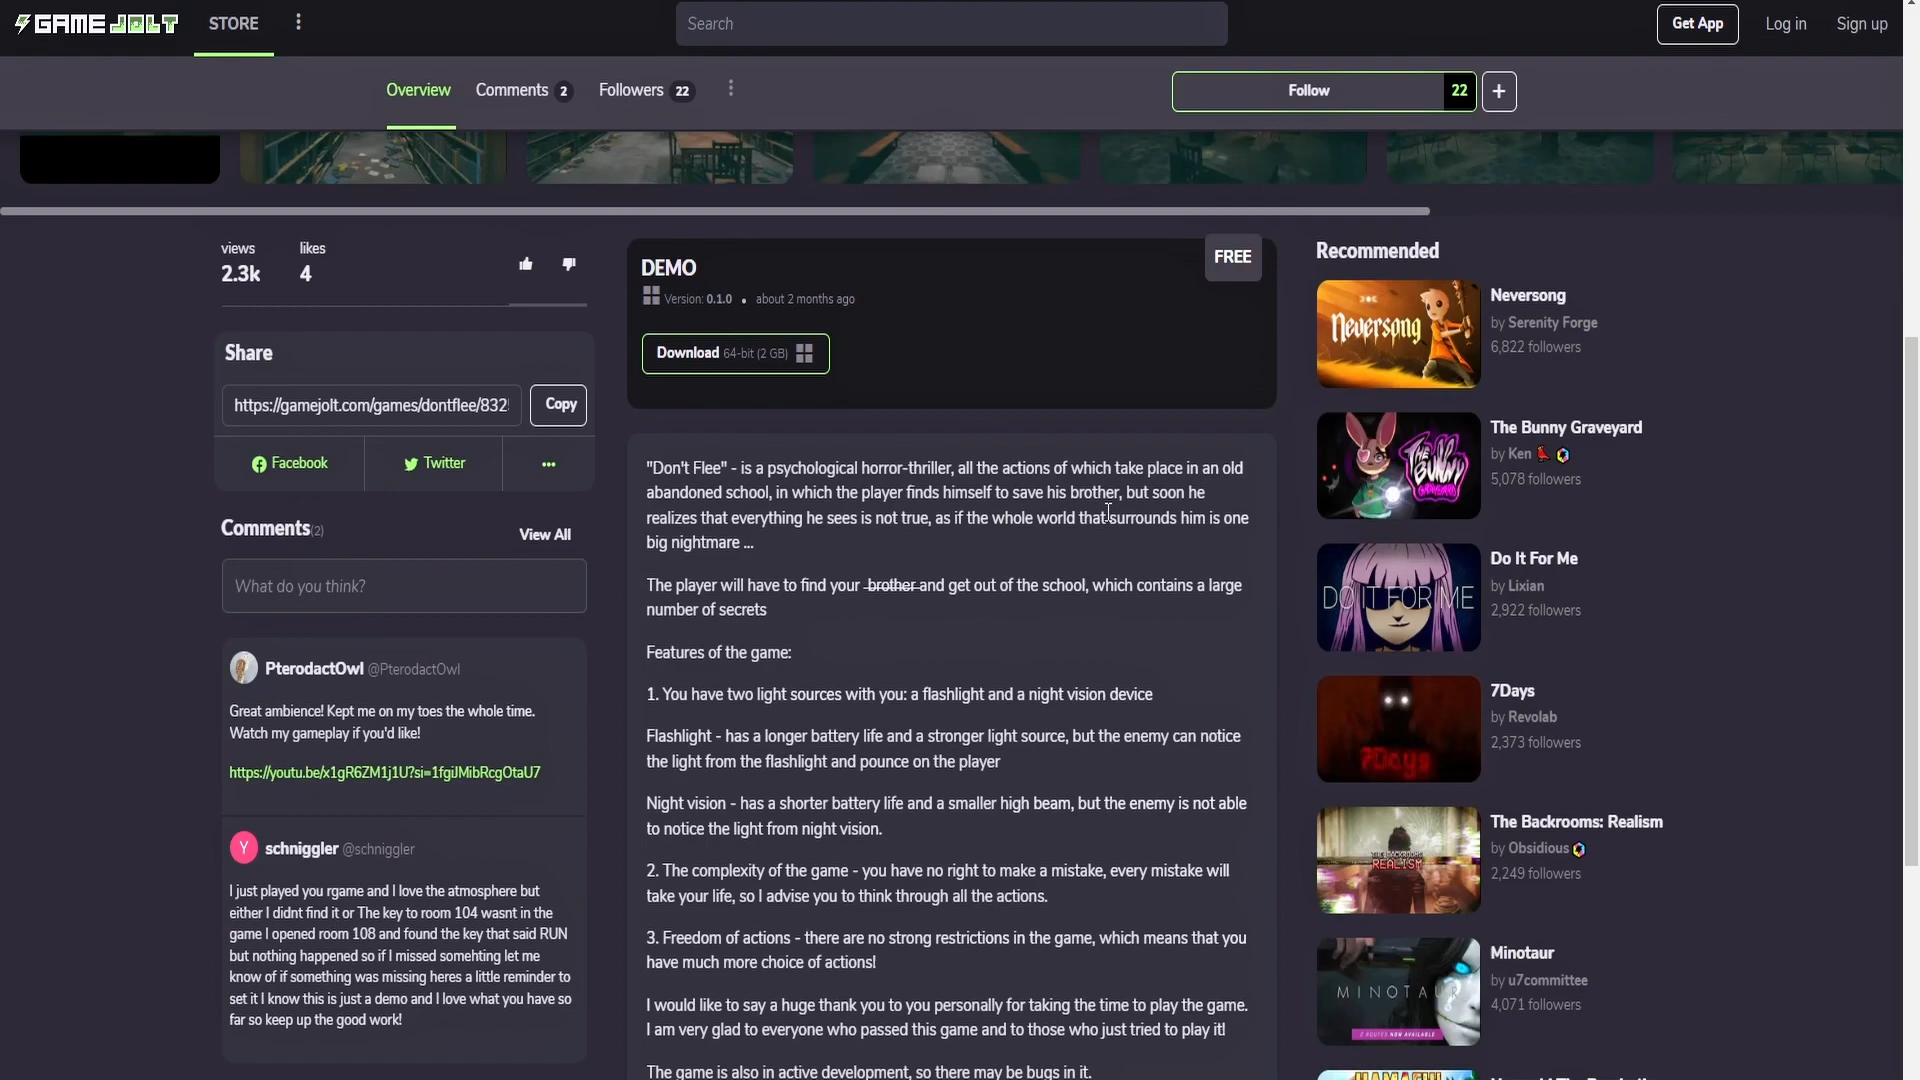 GAME JOLT
STORE
Search
Get App
Log in
Sign up
Overview
Comments 2
Followers 22
Follow
22
+
views
2.3k
likes
4
Share
https://gamejolt.com/games/dontflee/832
Copy
Facebook
Twitter
Comments(2)
View All
What do you think?
PterodactOwl @PterodactOwl
Great ambience! Kept me on my toes the whole time.
Watch my gameplay if you'd like!
https://youtu.be/x1gR6ZM1j1U?si=1fgiJMibRcgOtaU7
Y
schniggler @schniggler
I just played you rgame and I love the atmosphere but
either I didnt find it or The key to room 104 wasnt in the
game I opened room 108 and found the key that said RUN
but nothing happened so if I missed somehting let me
know of if something was missing heres a little reminder to
set it I know this is just a demo and I love what you have so
far so keep up the good work!
DEMO
FREE
Version: 0.1.0 • about 2 months ago
Download 64-bit (2 GB)
"Don't Flee" - is a psychological horror-thriller, all the actions of which take place in an old
abandoned school, in which the player finds himself to save his brother, but soon he
realizes that everything he sees is not true, as if the whole world that surrounds him is one
big nightmare ...
The player will have to find your brother and get out of the school, which contains a large
number of secrets
Features of the game:
1. You have two light sources with you: a flashlight and a night vision device
Flashlight - has a longer battery life and a stronger light source, but the enemy can notice
the light from the flashlight and pounce on the player
Night vision - has a shorter battery life and a smaller high beam, but the enemy is not able
to notice the light from night vision.
2. The complexity of the game - you have no right to make a mistake, every mistake will
take your life, so I advise you to think through all the actions.
3. Freedom of actions - there are no strong restrictions in the game, which means that you
have much more choice of actions!
I would like to say a huge thank you to you personally for taking the time to play the game.
I am very glad to everyone who passed this game and to those who just tried to play it!
The game is also in active development, so there may be bugs in it.
Recommended
Neversong
Neversong
by Serenity Forge
6,822 followers
THE BUNNY
GRAVEYARD
The Bunny Graveyard
by Ken
5,078 followers
DO IT FOR ME
Do It For Me
by Lixian
2,922 followers
7Days
7Days
by Revolab
2,373 followers
THE BACKROOMS
REALISM
The Backrooms: Realism
by Obsidious
2,249 followers
MINOTAUR
Minotaur
by u7committee
4,071 followers